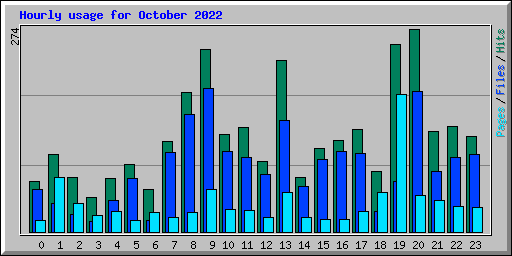 Hourly usage for October 2022
274
Pages/Files/Hits
0 1 2 3 4 5 6 7 8 9 10 11 12 13 14 15 16 17 18 19 20 21 22 23